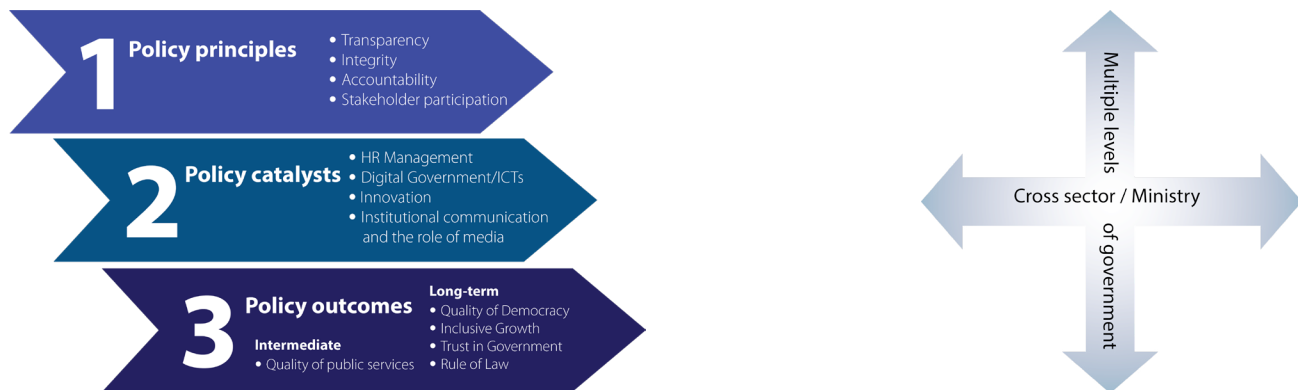 1
Policy principles
• Transparency
• Integrity
• Accountability
• Stakeholder participation
2
Policy catalysts
• HR Management
• Digital Government/ICTs
• Innovation
• Institutional communication
and the role of media
3
Policy outcomes
Intermediate
• Quality of public services
Long-term
• Quality of Democracy
• Inclusive Growth
• Trust in Government
• Rule of Law
Multiple levels
of government
Cross sector / Ministry